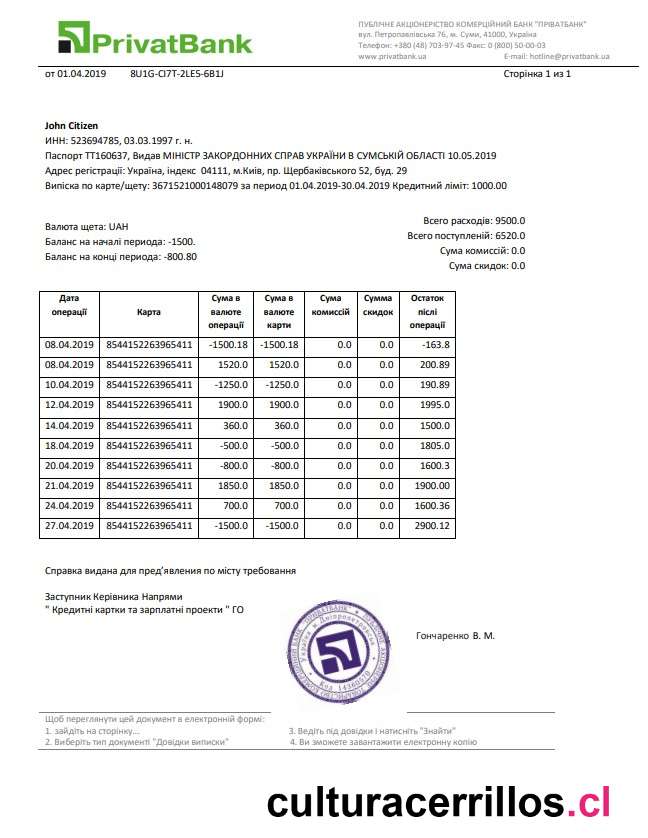 PrivatBank
ПУБЛІЧНЕ АКЦІОНЕРІСТВО КОМЕРЦІЙНИЙ БАНК "ПРІВАТБАНК"
вул. Петропавлівська 76, м. Суми, 41000, Україна
Телефон: +380 (48) 703-97-45 Факс: 0 (800) 50-00-03
www.privatbank.ua E-mail: hotline@privatbank.ua
от 01.04.2019 8U1G-CI7T-2LE5-6B1J Сторінка 1 из 1
John Citizen
ИНН: 523694785, 03.03.1997 г. н.
Паспорт ТТ160637, Видав МІНІСТР ЗАКОРДОННИХ СПРАВ УКРАЇНИ В СУМСЬКІЙ ОБЛАСТІ 10.05.2019
Адрес регістрації: Україна, індекс 04111, м.Киів, пр. Щербаківського 52, буд. 29
Випіска по карте/щету: 3671521000148079 за период 01.04.2019-30.04.2019 Кредитний ліміт: 1000.00
Валюта щета: UAH
Баланс на началі периода: -1500.
Баланс на конці периода: -800.80
Всего расходів: 9500.0
Всего поступленій: 6520.0
Сума комиссий: 0.0
Сума скидок: 0.0
Дата операції Карта Сума в валюте операції Сума в валюте карти Сума комиссій Сумма скидок Остаток після операції
08.04.2019 8544152263965411 -1500.18 -1500.18 0.0 0.0 -163.8
08.04.2019 8544152263965411 1520.0 1520.0 0.0 0.0 200.89
10.04.2019 8544152263965411 -1250.0 -1250.0 0.0 0.0 190.89
12.04.2019 8544152263965411 1900.0 1900.0 0.0 0.0 1995.0
14.04.2019 8544152263965411 360.0 360.0 0.0 0.0 1500.0
18.04.2019 8544152263965411 -500.0 -500.0 0.0 0.0 1805.0
20.04.2019 8544152263965411 -800.0 -800.0 0.0 0.0 1600.3
21.04.2019 8544152263965411 1850.0 1850.0 0.0 0.0 1900.00
24.04.2019 8544152263965411 700.0 700.0 0.0 0.0 1600.36
27.04.2019 8544152263965411 -1500.0 -1500.0 0.0 0.0 2900.12
Справка видана для пред’явления по місту требования
Заступник Керівника Напрями
" Кредитні картки та зарплатні проекти " ГО
"ПРИВАТБАНК"
Україна м Дніпропетровськ
Код 14360570
Гончаренко В. М.
Щоб переглянути цей документ в електронній формі:
1. зайдіть на сторінку...
2. Виберіть тип документі "Довідки виписки"
3. Ведіть під довідки і натисніть "Знайти"
4. Ви зможете завантажити електронну копію
culturacerrillos.cl